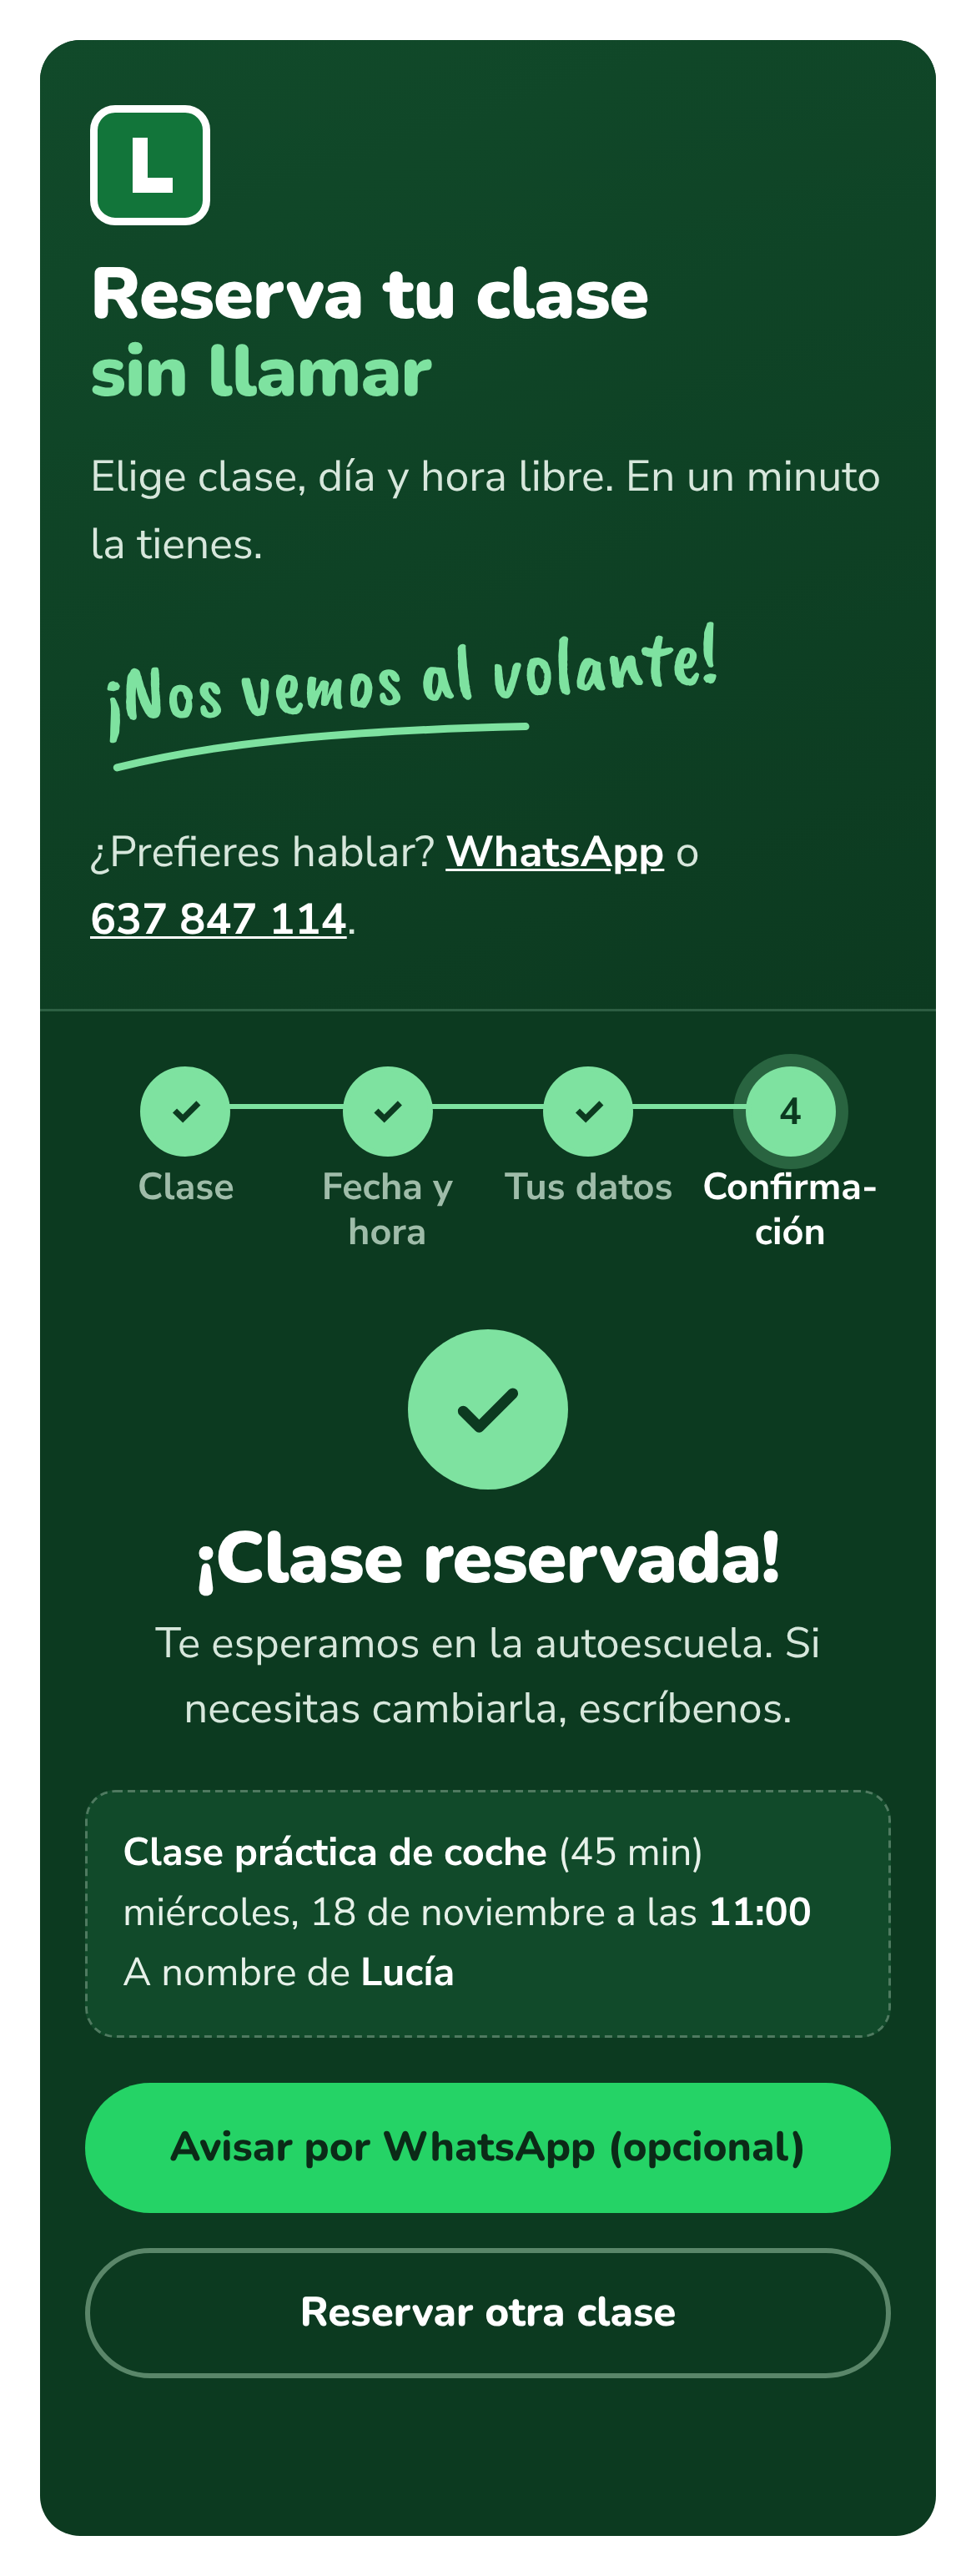 L
Reserva tu clase
sin llamar
Elige clase, día y hora libre. En un minuto
la tienes.
¡Nos vemos al volante!
¿Prefieres hablar? WhatsApp o
637 847 114.
4
Clase
Fecha y
hora
Tus datos
Confirma-
ción
¡Clase reservada!
Te esperamos en la autoescuela. Si
necesitas cambiarla, escríbenos.
Clase práctica de coche (45 min)
miércoles, 18 de noviembre a las 11:00
A nombre de Lucía
Avisar por WhatsApp (opcional)
Reservar otra clase